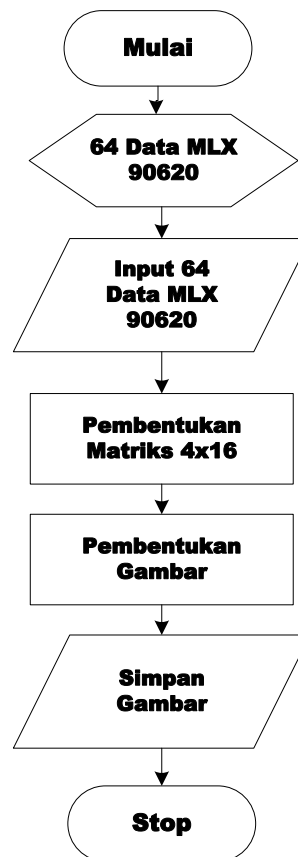 Mulai
64 Data MLX
90620
Input 64
Data MLX
90620
Pembentukan
Matriks 4x16
Pembentukan
Gambar
Simpan
Gambar
Stop